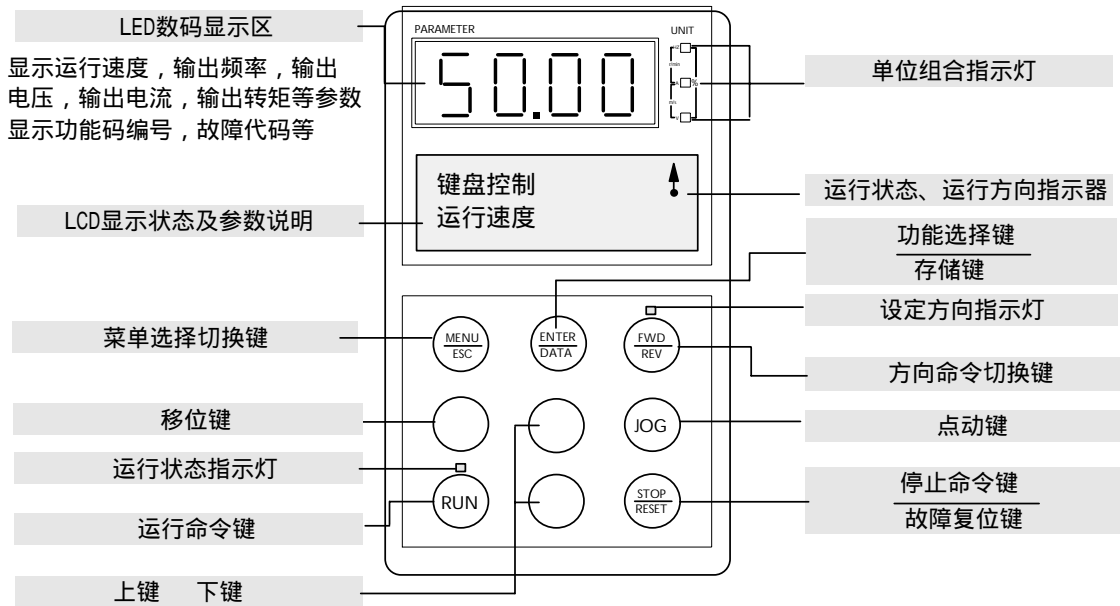 LED数码显示区
显示运行速度，输出频率，输出
电压，输出电流，输出转矩等参数
显示功能码编号，故障代码等
LCD显示状态及参数说明
菜单选择切换键
移位键
运行状态指示灯
运行命令键
上键 下键
PARAMETER
UNIT
50.00
r/min
%
m/s
V
键盘控制
运行速度
MENU
ESC
ENTER
DATA
FWD
REV
JOG
RUN
STOP
RESET
单位组合指示灯
运行状态、运行方向指示器
功能选择键
存储键
设定方向指示灯
方向命令切换键
点动键
停止命令键
故障复位键